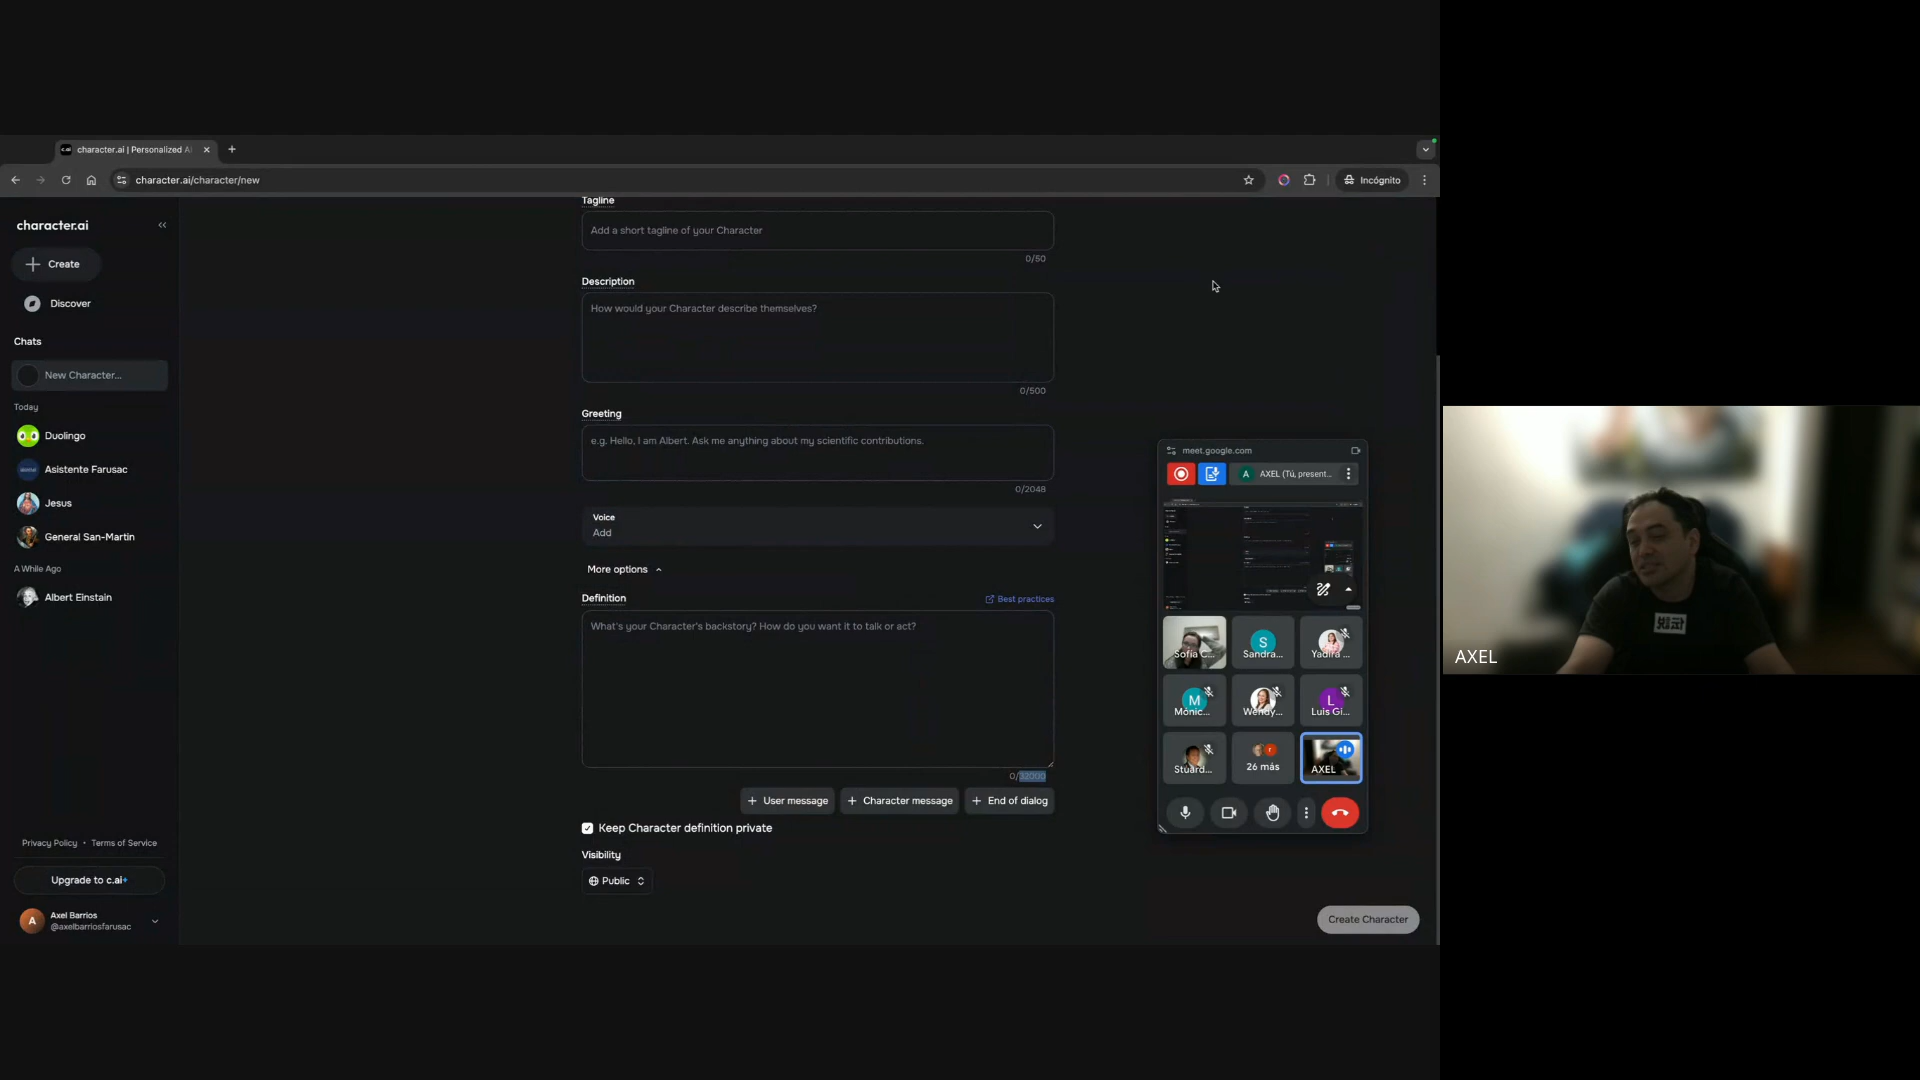 character.ai | Personalized AI
character.ai/character/new
Incógnito
character.ai
Create
Discover
Chats
New Character...
Today
Duolingo
Asistente Farusac
Jesus
General San-Martin
A While Ago
Albert Einstain
Privacy Policy • Terms of Service
Upgrade to c.ai+
A
Axel Barrios
@axelbarriosfarusac
Tagline
Add a short tagline of your Character
0/50
Description
How would your Character describe themselves?
0/500
Greeting
e.g. Hello, I am Albert. Ask me anything about my scientific contributions.
0/2048
Voice
Add
More options
Definition
Best practices
What's your Character's backstory? How do you want it to talk or act?
0/32000
User message
Character message
End of dialog
Keep Character definition private
Visibility
Public
Create Character
meet.google.com
A
AXEL (Tú, present...
Sofía C...
S
Sandra...
Yadira ...
M
Mónic...
Wendy...
L
Luis Gi...
Stuard...
r
26 más
AXEL
AXEL